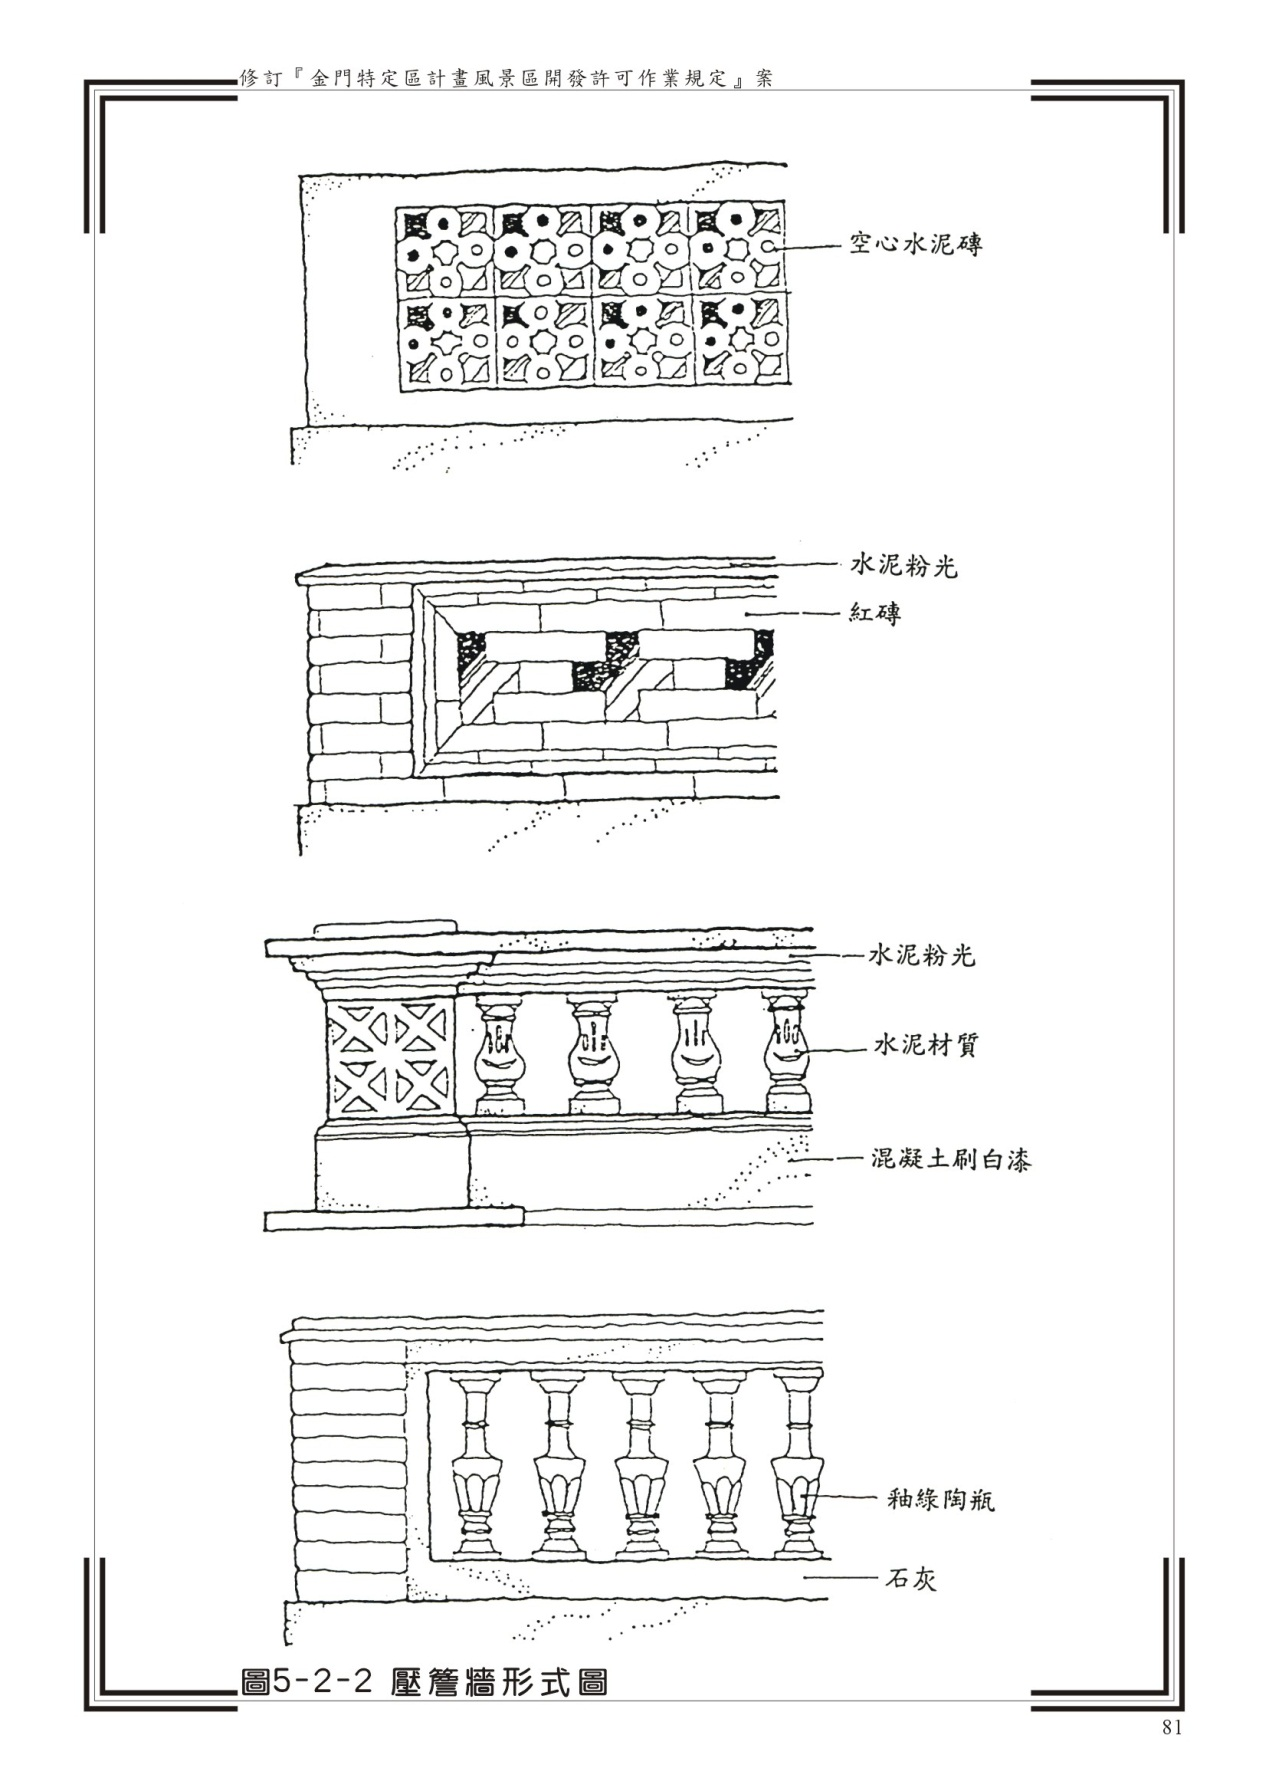 修訂『金門特定區計畫風景區開發許可作業規定』案
空心水泥磚
水泥粉光
紅磚
水泥粉光
水泥材質
混凝土刷白漆
釉綠陶瓶
石灰
圖5-2-2 壓簷牆形式圖
81